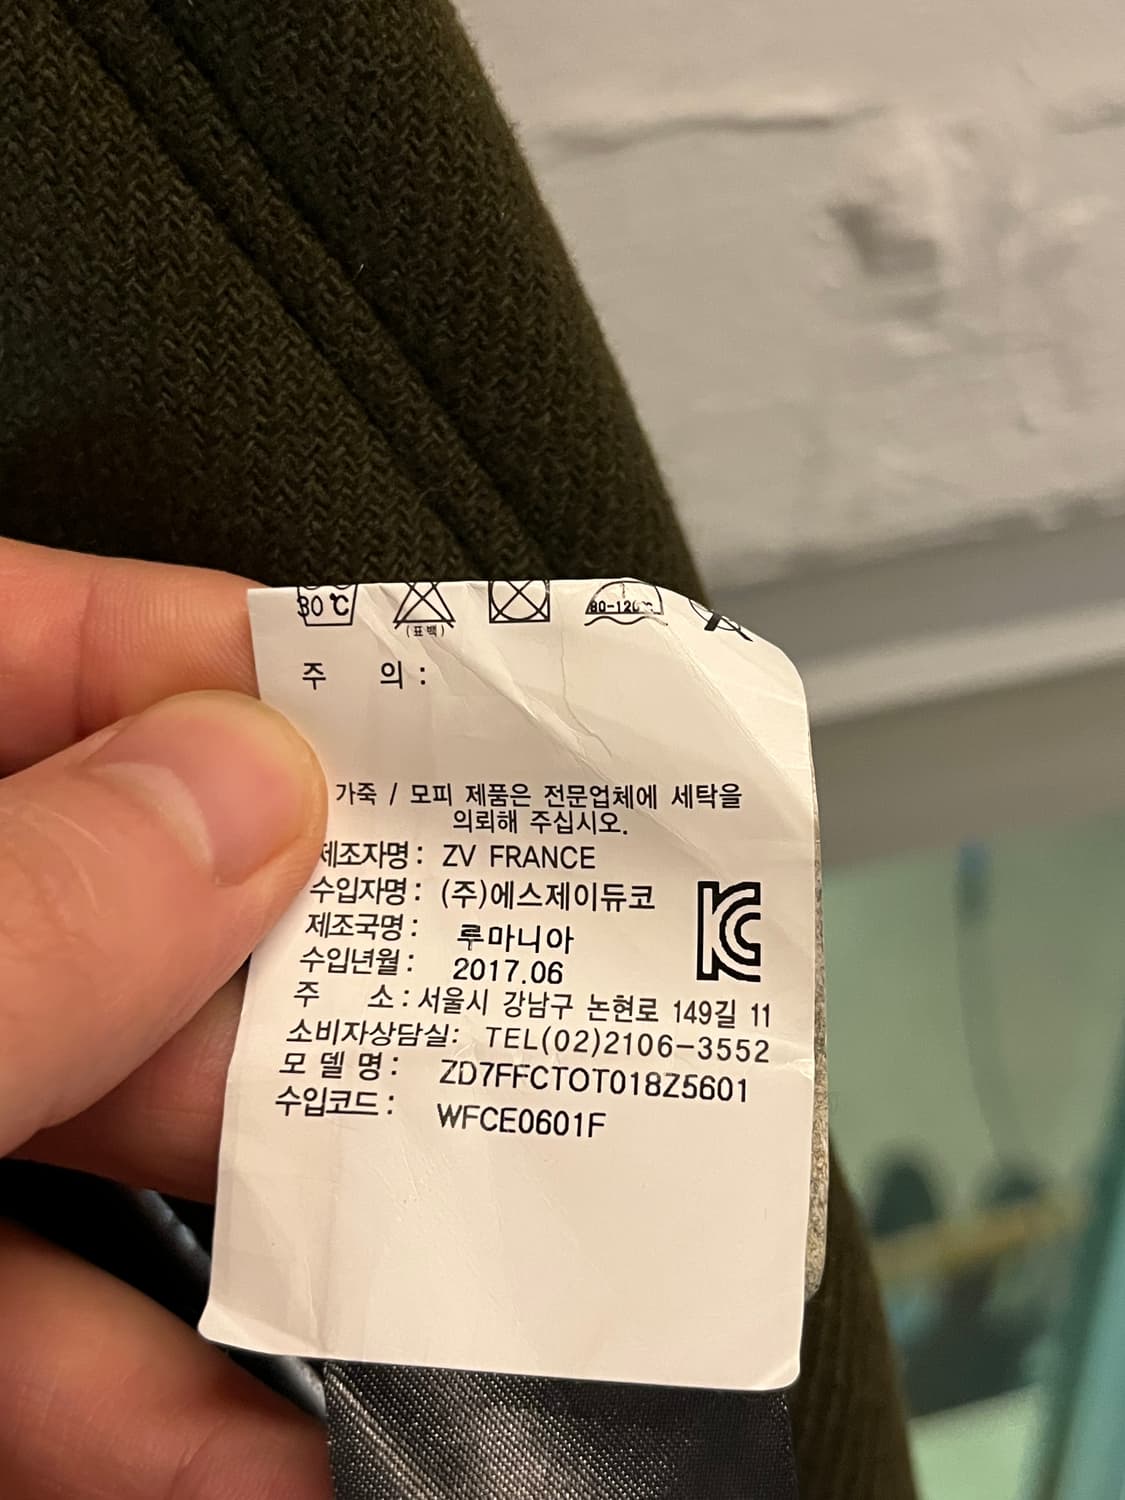 30℃
(표백)
80-120℃
주 의 :
가죽 / 모피 제품은 전문업체에 세탁을
의뢰해 주십시오.
제조자명 : ZV FRANCE
수입자명 : (주)에스제이듀코
제조국명 : 루마니아
수입년월 : 2017.06
주 소 : 서울시 강남구 논현로 149길 11
소비자상담실: TEL(02)2106-3552
모 델 명 : ZD7FFCTOT018Z5601
수입코드 : WFCE0601F
KC